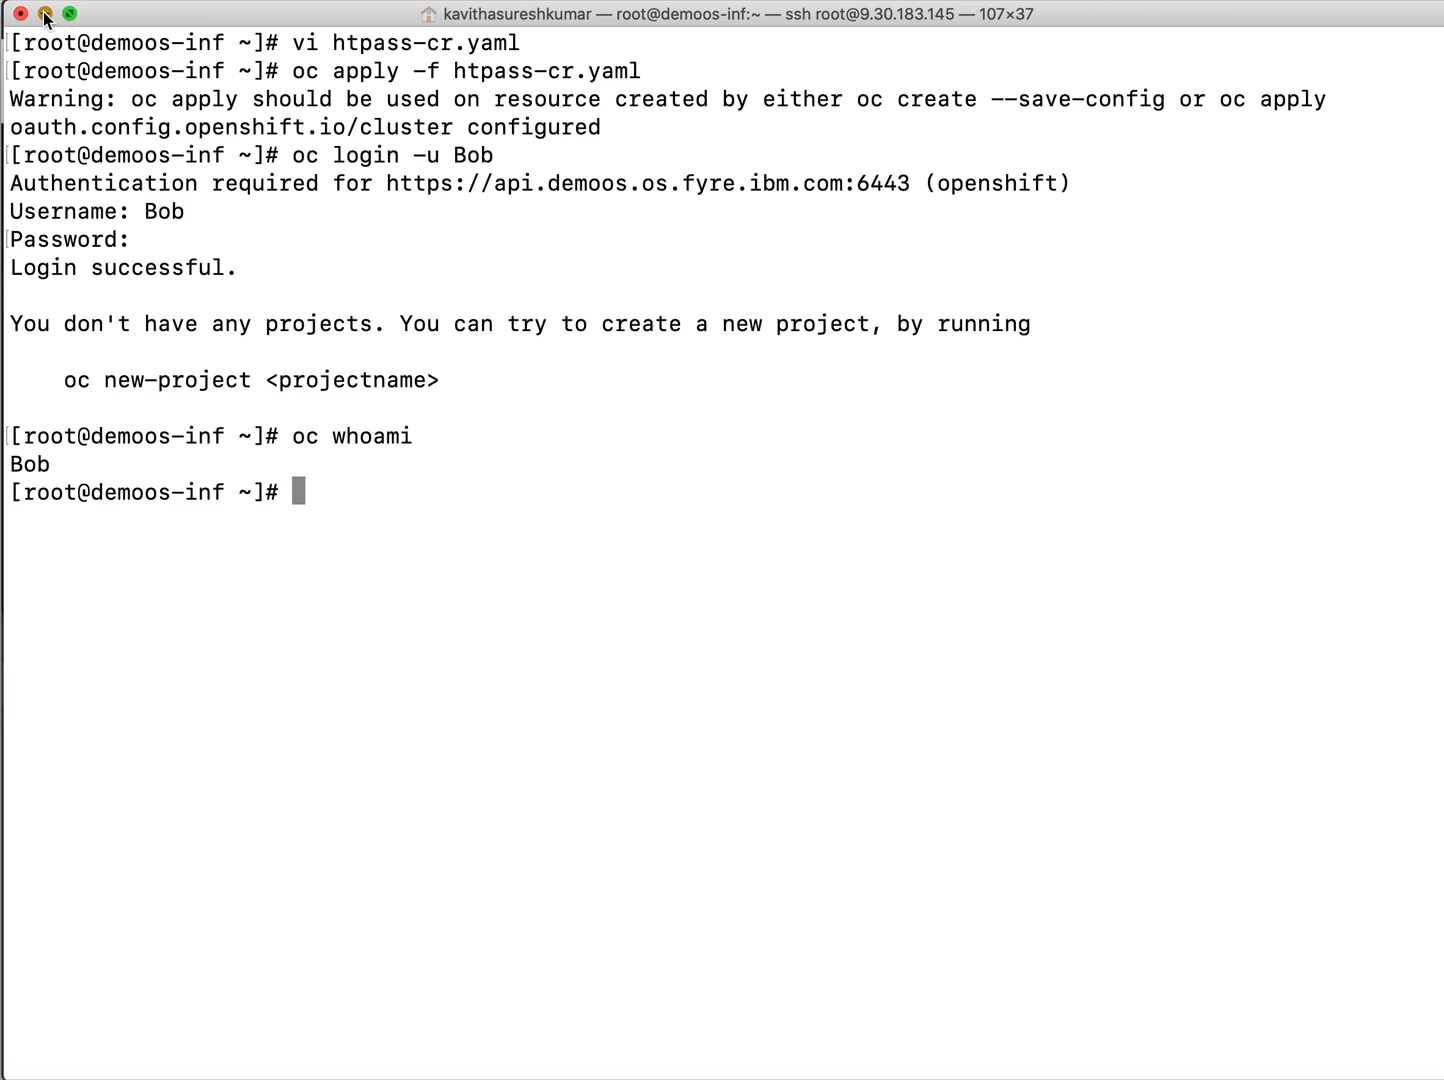 kavithasureshkumar — root@demoos-inf:~ — ssh root@9.30.183.145 — 107×37
[root@demoos-inf ~]# vi htpass-cr.yaml
[root@demoos-inf ~]# oc apply -f htpass-cr.yaml
Warning: oc apply should be used on resource created by either oc create --save-config or oc apply
oauth.config.openshift.io/cluster configured
[root@demoos-inf ~]# oc login -u Bob
Authentication required for https://api.demoos.os.fyre.ibm.com:6443 (openshift)
Username: Bob
Password:
Login successful.

You don't have any projects. You can try to create a new project, by running

    oc new-project <projectname>

[root@demoos-inf ~]# oc whoami
Bob
[root@demoos-inf ~]#